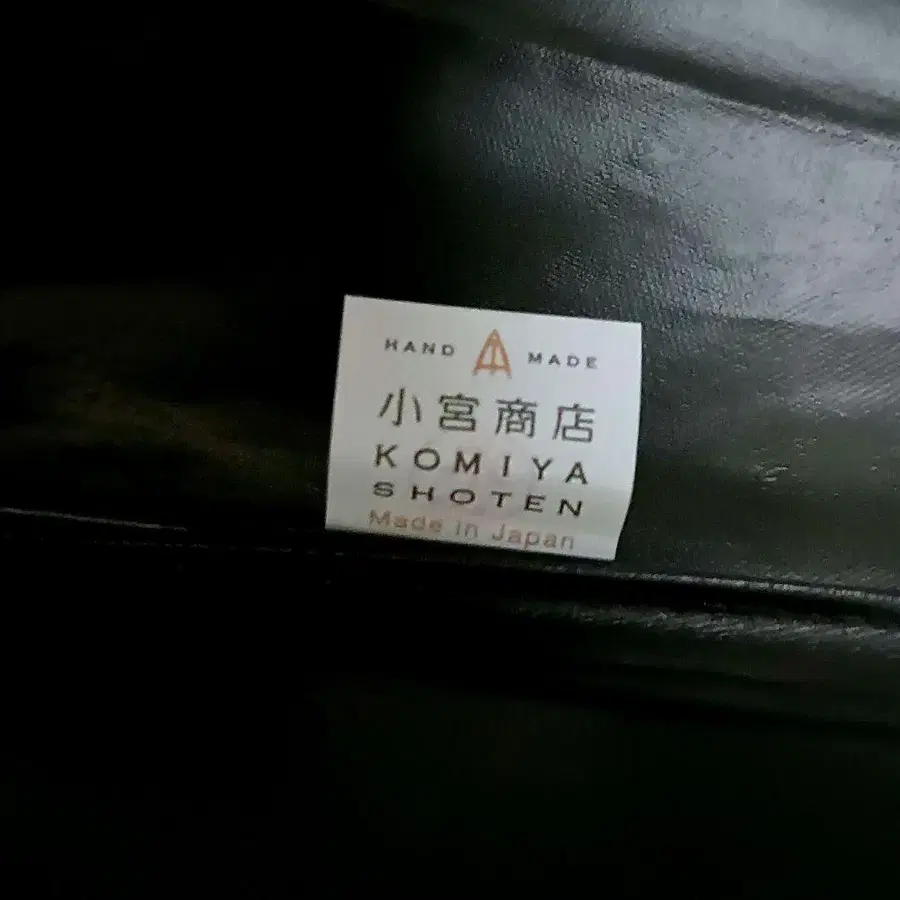 HAND MADE
小宮商店
KOMIYA
SHOTEN
Made in Japan